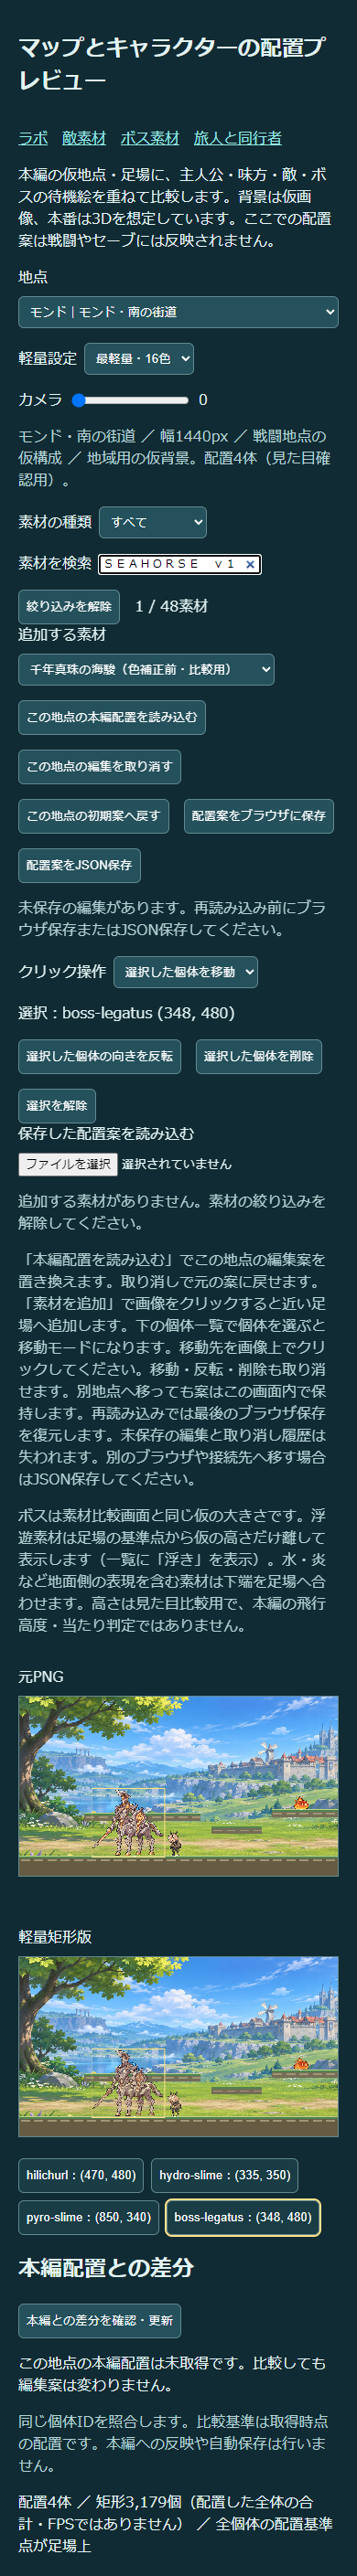 マップとキャラクターの配置プ
レビュー
ラボ 敵素材 ボス素材 旅人と同行者
本編の仮地点・足場に、主人公・味方・敵・ボ
スの待機絵を重ねて比較します。背景は仮画
像、本番は3Dを想定しています。ここでの配置
案は戦闘やセーブには反映されません。
地点
モンド｜モンド・南の街道
軽量設定 最軽量・16色
カメラ 0
モンド・南の街道 ／ 幅1440px ／ 戦闘地点の
仮構成 ／ 地域用の仮背景。配置4体（見た目確
認用）。
素材の種類 すべて
素材を検索 ＳＥＡＨＯＲＳＥ ｖ１ ×
絞り込みを解除 1 / 48素材
追加する素材
千年真珠の海駿（色補正前・比較用）
この地点の本編配置を読み込む
この地点の編集を取り消す
この地点の初期案へ戻す 配置案をブラウザに保存
配置案をJSON保存
未保存の編集があります。再読み込み前にブラ
ウザ保存またはJSON保存してください。
クリック操作 選択した個体を移動
選択：boss-legatus (348, 480)
選択した個体の向きを反転 選択した個体を削除
選択を解除
保存した配置案を読み込む
ファイルを選択 選択されていません
追加する素材がありません。素材の絞り込みを
解除してください。
「本編配置を読み込む」でこの地点の編集案を
置き換えます。取り消しで元の案に戻せます。
「素材を追加」で画像をクリックすると近い足
場へ追加します。下の個体一覧で個体を選ぶと
移動モードになります。移動先を画像上でクリ
ックしてください。移動・反転・削除も取り消
せます。別地点へ移っても案はこの画面内で保
持します。再読み込みでは最後のブラウザ保存
を復元します。未保存の編集と取り消し履歴は
失われます。別のブラウザや接続先へ移す場合
はJSON保存してください。
ボスは素材比較画面と同じ仮の大きさです。浮
遊素材は足場の基準点から仮の高さだけ離して
表示します（一覧に「浮き」を表示）。水・炎
など地面側の表現を含む素材は下端を足場へ合
わせます。高さは見た目比較用で、本編の飛行
高度・当たり判定ではありません。
元PNG
軽量矩形版
hilichurl：(470, 480) hydro-slime：(335, 350)
pyro-slime：(850, 340) boss-legatus：(348, 480)
本編配置との差分
本編との差分を確認・更新
この地点の本編配置は未取得です。比較しても
編集案は変わりません。
同じ個体IDを照合します。比較基準は取得時点
の配置です。本編への反映や自動保存は行いま
せん。
配置4体 ／ 矩形3,179個（配置した全体の合
計・FPSではありません） ／ 全個体の配置基準
点が足場上